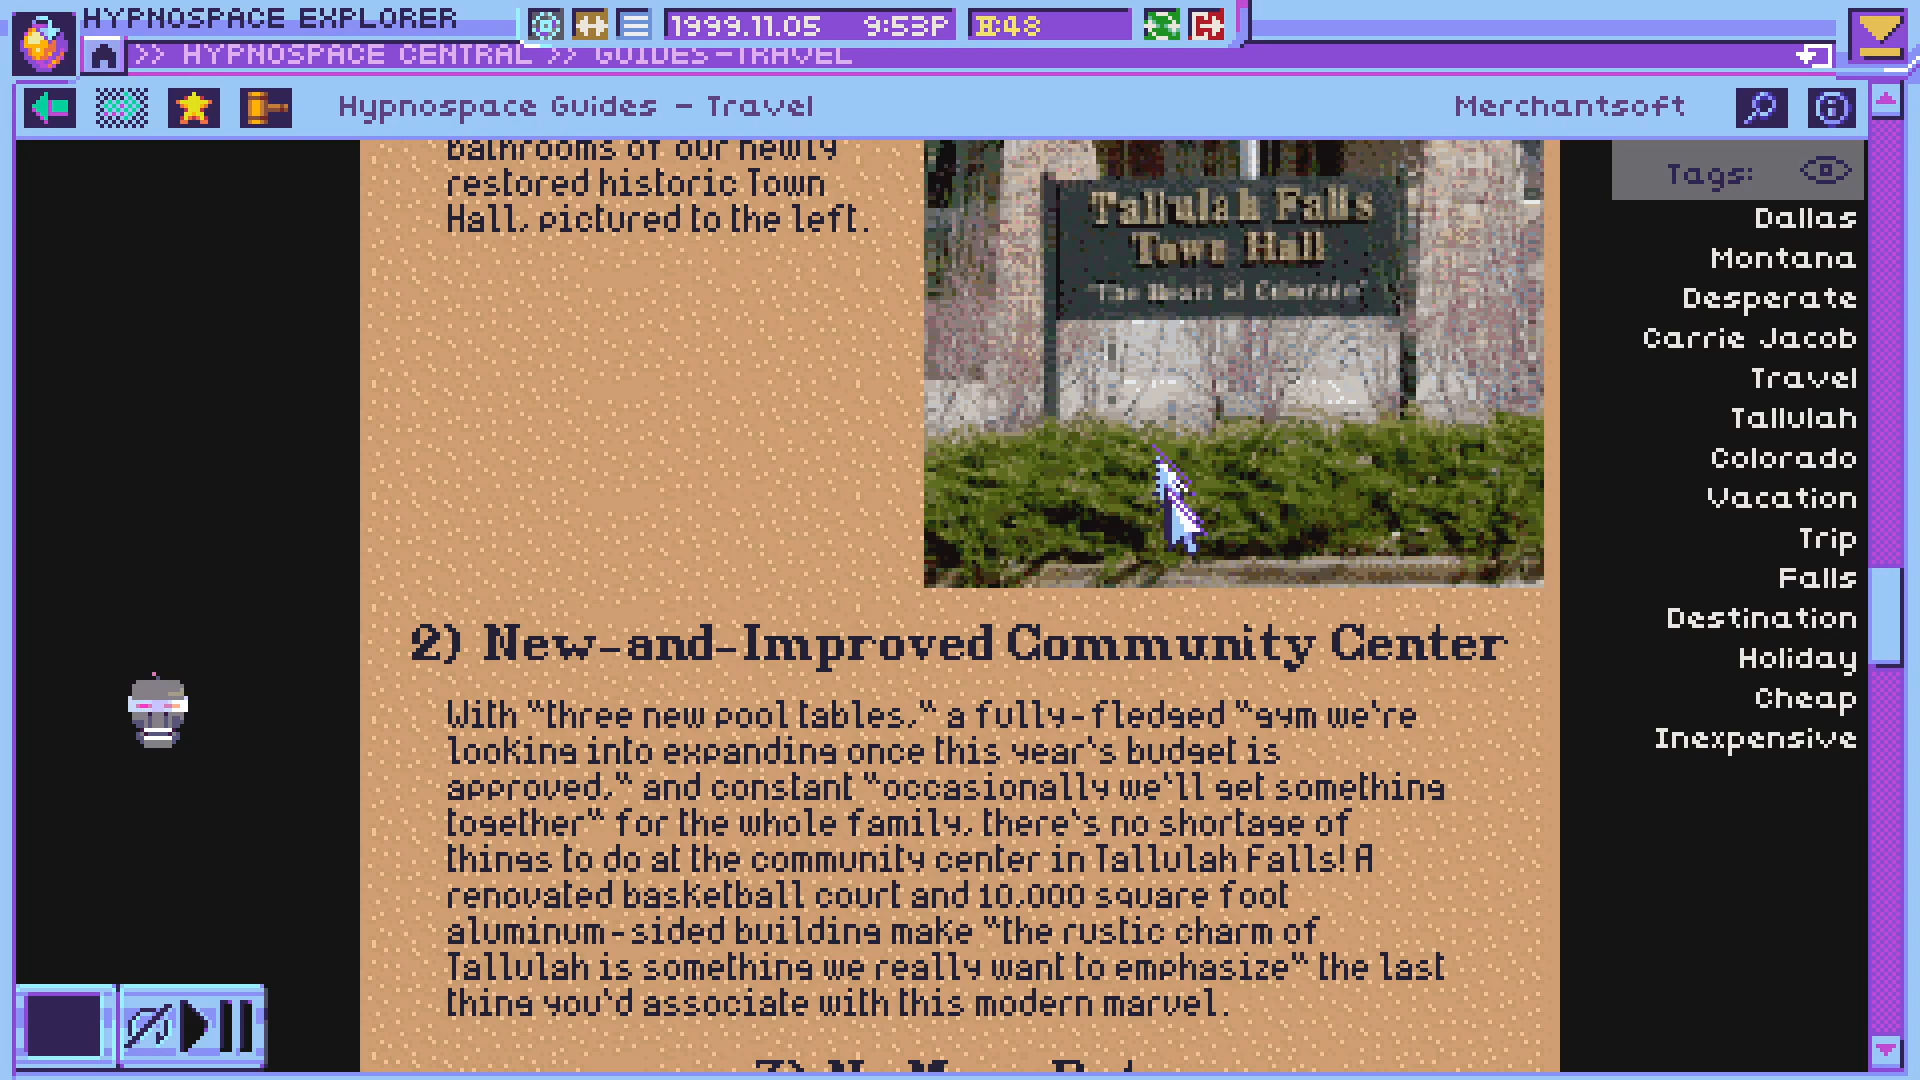 HYPNOSPACE EXPLORER
1999.11.05 9:53P
48
>> HYPNOSPACE CENTRAL >> GUIDES-TRAVEL
Hypnospace Guides - Travel
Merchantsoft
bathrooms of our newly
restored historic Town
Hall, pictured to the left.
Tallulah Falls
Town Hall
"The Heart of Colorado"
2) New-and-Improved Community Center
With "three new pool tables," a fully-fledged "gym we're
looking into expanding once this year's budget is
approved," and constant "occasionally we'll get something
together" for the whole family, there's no shortage of
things to do at the community center in Tallulah Falls! A
renovated basketball court and 10,000 square foot
aluminum-sided building make "the rustic charm of
Tallulah is something we really want to emphasize" the last
thing you'd associate with this modern marvel.
Tags:
Dallas
Montana
Desperate
Carrie Jacob
Travel
Tallulah
Colorado
Vacation
Trip
Falls
Destination
Holiday
Cheap
Inexpensive